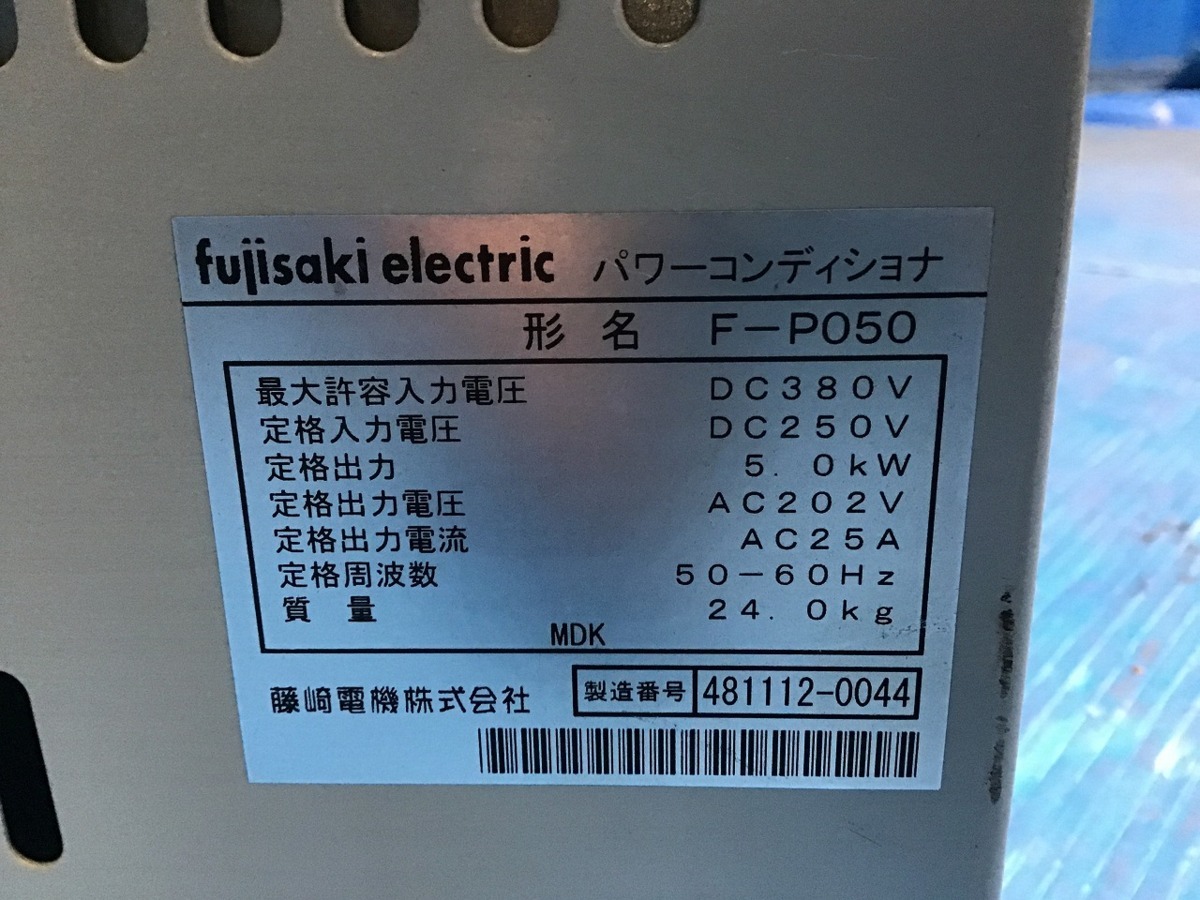 fujisaki electric パワーコンディショナ
形名 F－P050
最大許容入力電圧 DC380V
定格入力電圧 DC250V
定格出力 5.0kW
定格出力電圧 AC202V
定格出力電流 AC25A
定格周波数 50－60Hz
質量 24.0kg
MDK
藤崎電機株式会社 製造番号 481112-0044